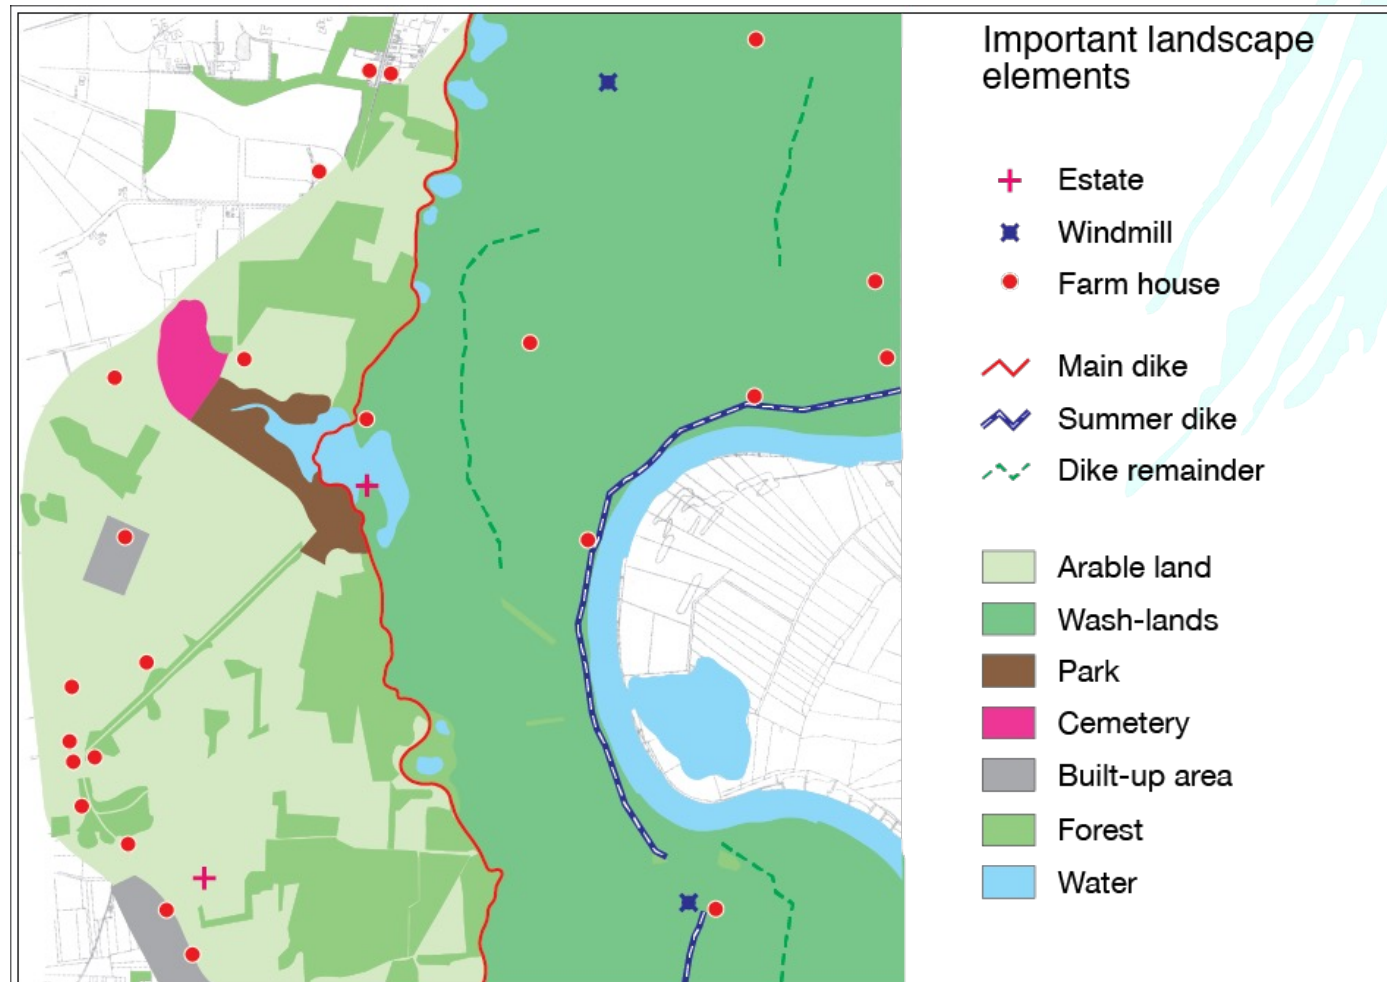 Important landscape
elements
Estate
Windmill
Farm house
Main dike
Summer dike
Dike remainder
Arable land
Wash-lands
Park
Cemetery
Built-up area
Forest
Water